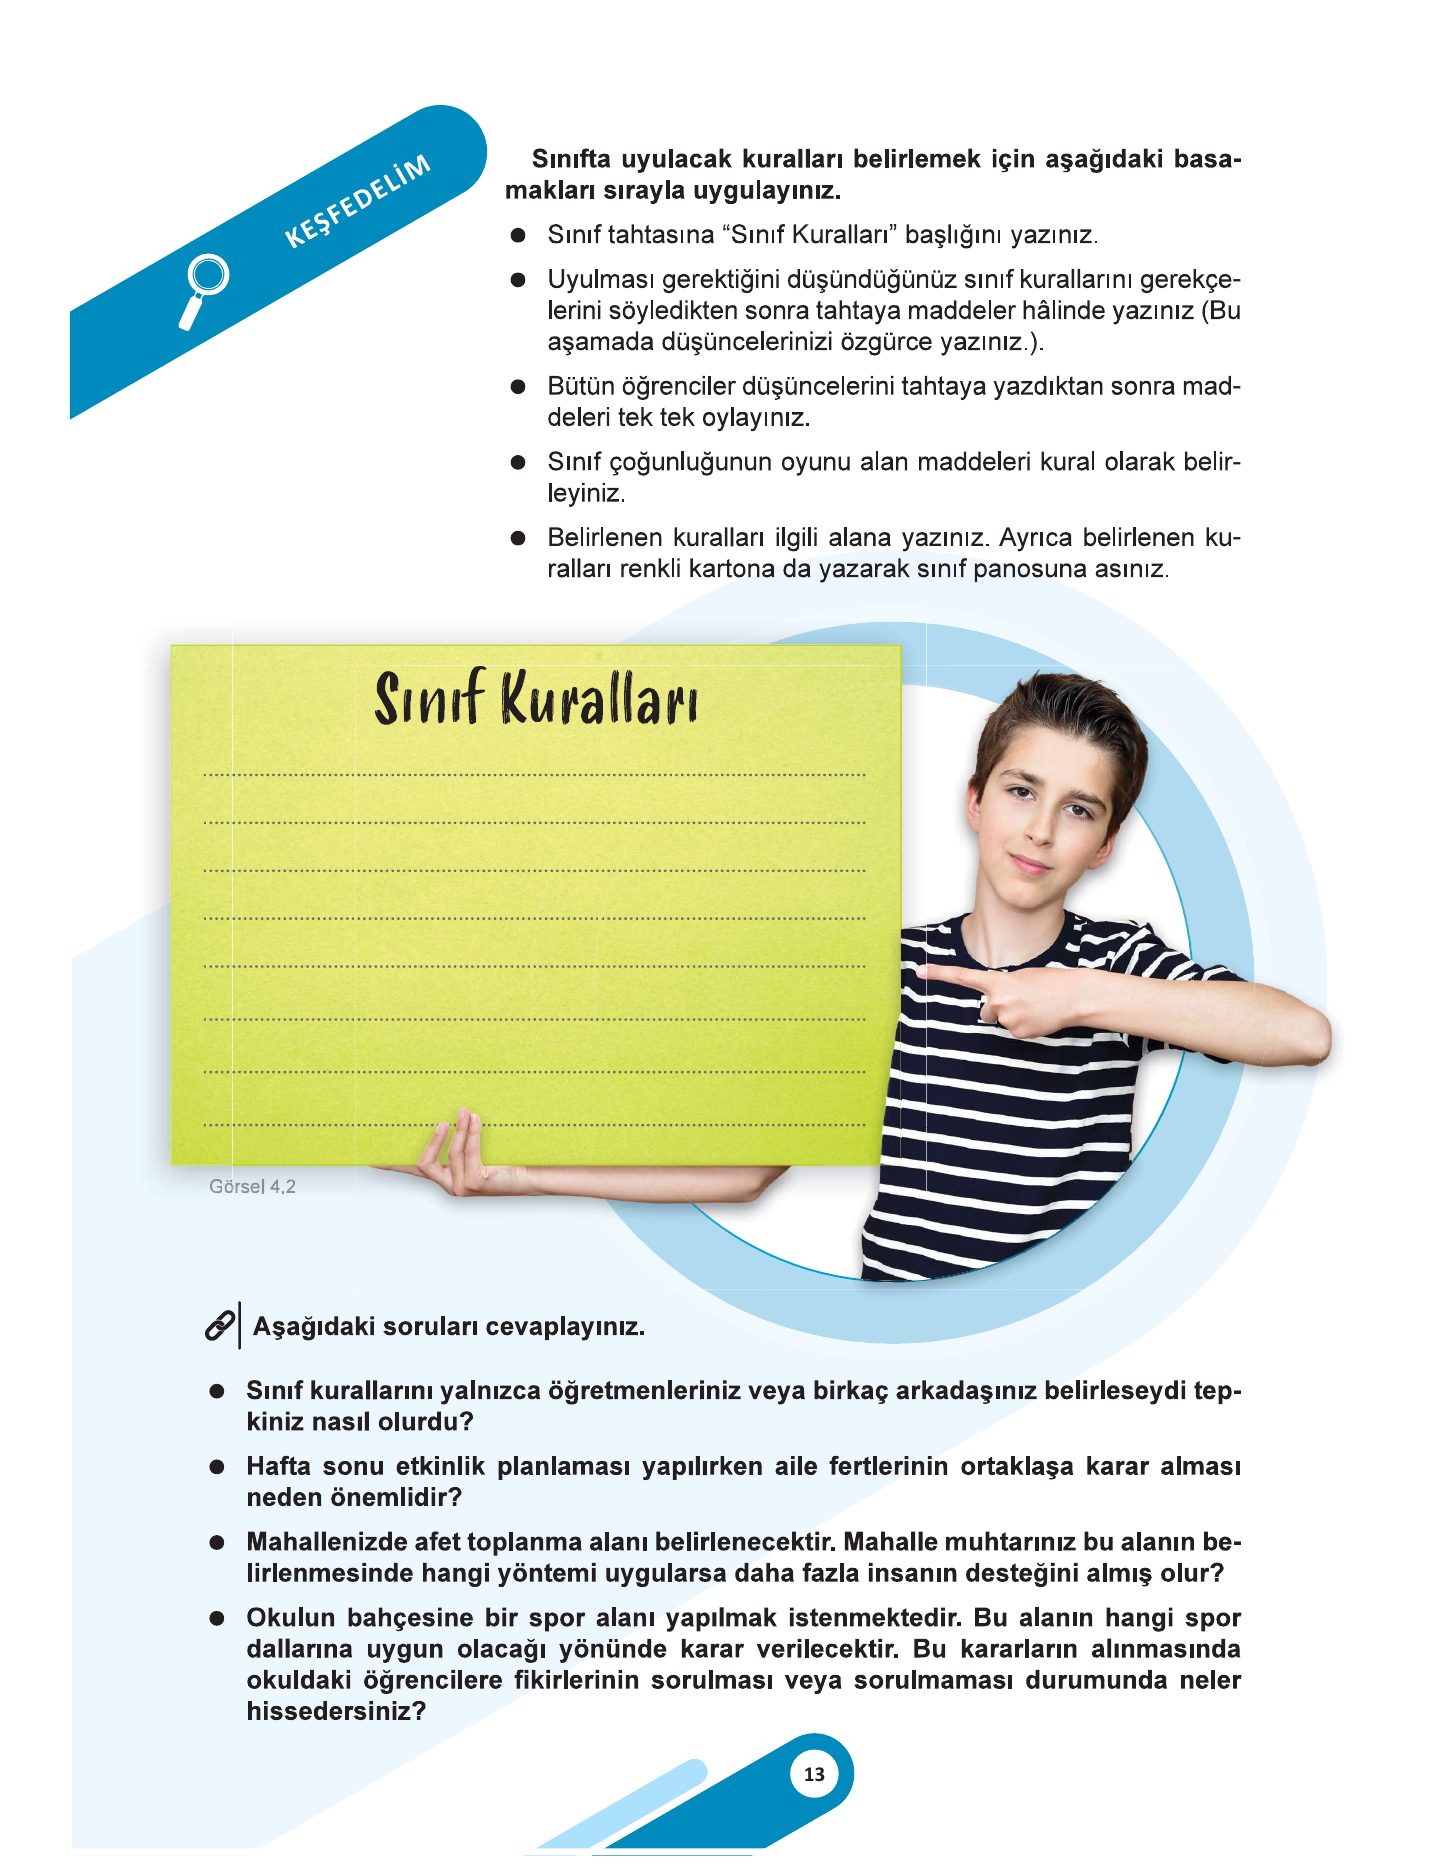 KEŞFEDELİM
Sınıfta uyulacak kuralları belirlemek için aşağıdaki basa-
makları sırayla uygulayınız.
● Sınıf tahtasına “Sınıf Kuralları” başlığını yazınız.
● Uyulması gerektiğini düşündüğünüz sınıf kurallarını gerekçe-
lerini söyledikten sonra tahtaya maddeler hâlinde yazınız (Bu
aşamada düşüncelerinizi özgürce yazınız.).
● Bütün öğrenciler düşüncelerini tahtaya yazdıktan sonra mad-
deleri tek tek oylayınız.
● Sınıf çoğunluğunun oyunu alan maddeleri kural olarak belir-
leyiniz.
● Belirlenen kuralları ilgili alana yazınız. Ayrıca belirlenen ku-
ralları renkli kartona da yazarak sınıf panosuna asınız.
Sınıf Kuralları
Görsel 4.2
Aşağıdaki soruları cevaplayınız.
● Sınıf kurallarını yalnızca öğretmenleriniz veya birkaç arkadaşınız belirleseydi tep-
kiniz nasıl olurdu?
● Hafta sonu etkinlik planlaması yapılırken aile fertlerinin ortaklaşa karar alması
neden önemlidir?
● Mahallenizde afet toplanma alanı belirlenecektir. Mahalle muhtarınız bu alanın be-
lirlenmesinde hangi yöntemi uygularsa daha fazla insanın desteğini almış olur?
● Okulun bahçesine bir spor alanı yapılmak istenmektedir. Bu alanın hangi spor
dallarına uygun olacağı yönünde karar verilecektir. Bu kararların alınmasında
okuldaki öğrencilere fikirlerinin sorulması veya sorulmaması durumunda neler
hissedersiniz?
13